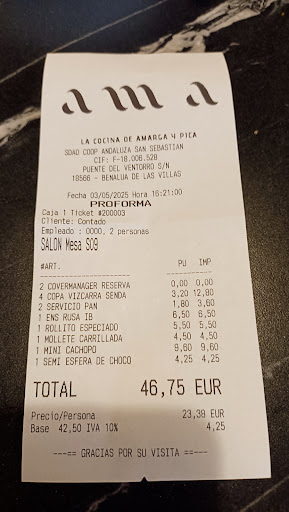 ama
LA COCINA DE AMARGA Y PICA
SDAD COOP ANDALUZA SAN SEBASTIAN
CIF: F-18.006.528
PUENTE DEL VENTORRO S/N
18566 - BENALUA DE LAS VILLAS
Fecha 03/05/2025 Hora 16:21:00
PROFORMA
Caja 1 Ticket #200003
Cliente: Contado
Empleado : 0000, 2 personas
SALON Mesa S09
#ART. PU IMP
2 COVERMANAGER RESERVA 0,00 0,00
4 COPA VIZCARRA SENDA 3,20 12,80
2 SERVICIO PAN 1,80 3,60
1 ENS RUSA IB 6,50 6,50
1 ROLLITO ESPECIADO 5,50 5,50
1 MOLLETE CARRILLADA 4,50 4,50
1 MINI CACHOPO 9,60 9,60
1 SEMI ESFERA DE CHOCO 4,25 4,25
TOTAL 46,75 EUR
Precio/Persona 23,38 EUR
Base 42,50 IVA 10% 4,25
---== GRACIAS POR SU VISITA ==---